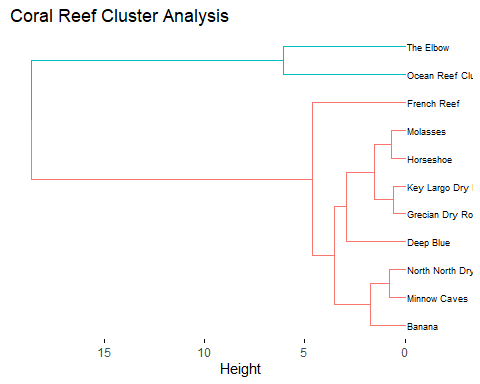 Coral Reef Cluster Analysis
The Elbow
Ocean Reef Clu
French Reef
Molasses
Horseshoe
Key Largo Dry
Grecian Dry Ro
Deep Blue
North North Dry
Minnow Caves
Banana
15 10 5 0
Height